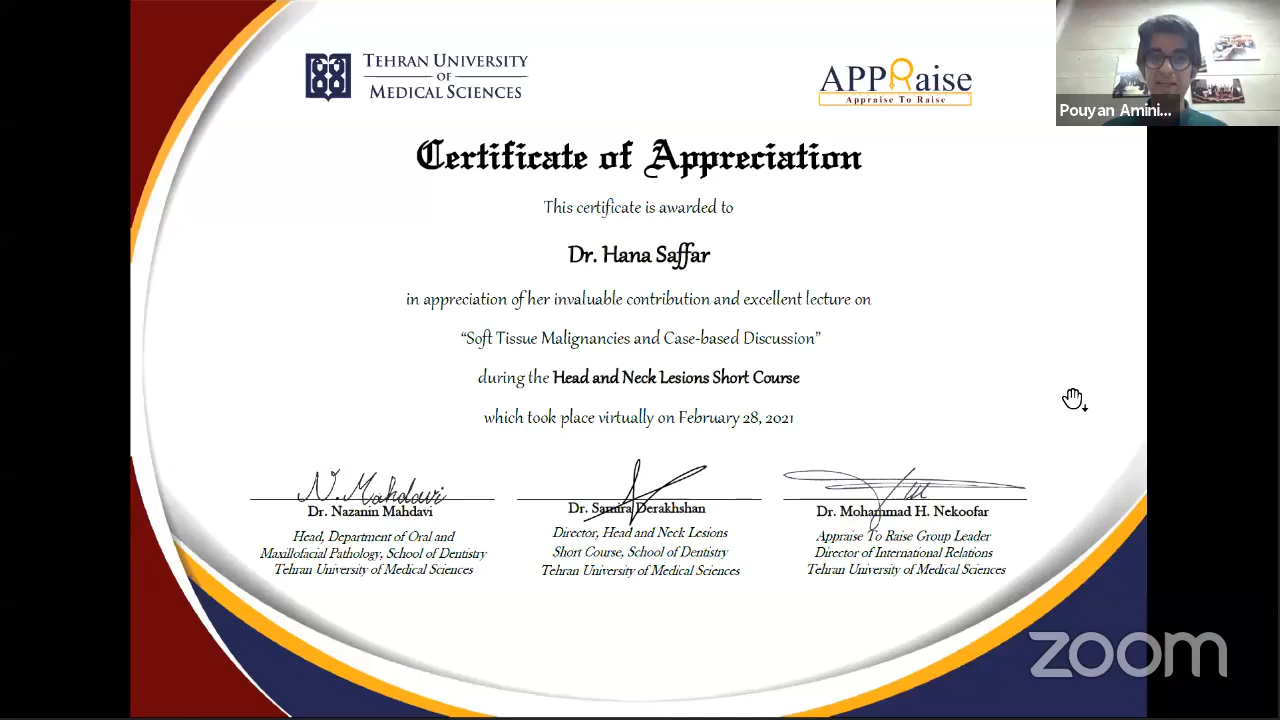 TEHRAN UNIVERSITY
OF
MEDICAL SCIENCES
APPRaise
Appraise To Raise
Pouyan Amini...
Certificate of Appreciation
This certificate is awarded to
Dr. Hana Saffar
in appreciation of her invaluable contribution and excellent lecture on
“Soft Tissue Malignancies and Case-based Discussion”
during the Head and Neck Lesions Short Course
which took place virtually on February 28, 2021
N. Mahdavi
Dr. Nazanin Mahdavi
Head, Department of Oral and
Maxillofacial Pathology, School of Dentistry
Tehran University of Medical Sciences
Dr. Samira Derakhshan
Director, Head and Neck Lesions
Short Course, School of Dentistry
Tehran University of Medical Sciences
Dr. Mohammad H. Nekoofar
Appraise To Raise Group Leader
Director of International Relations
Tehran University of Medical Sciences
zoom